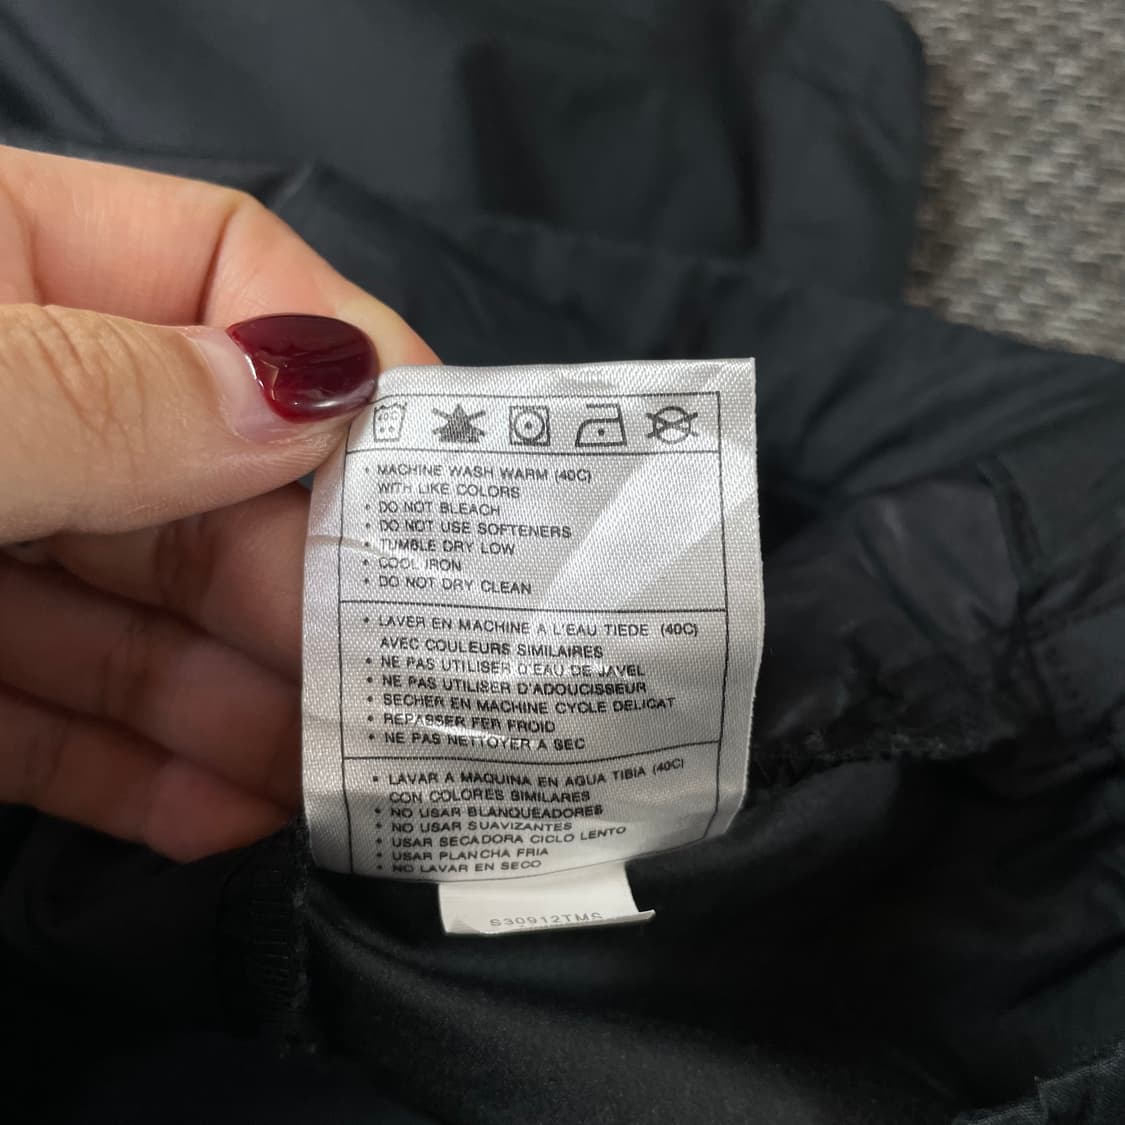 • MACHINE WASH WARM (40C)
WITH LIKE COLORS
• DO NOT BLEACH
• DO NOT USE SOFTENERS
• TUMBLE DRY LOW
• COOL IRON
• DO NOT DRY CLEAN
• LAVER EN MACHINE A L'EAU TIEDE (40C)
AVEC COULEURS SIMILAIRES
• NE PAS UTILISER D'EAU DE JAVEL
• NE PAS UTILISER D'ADOUCISSEUR
• SECHER EN MACHINE CYCLE DELICAT
• REPASSER FER FROID
• NE PAS NETTOYER A SEC
• LAVAR A MAQUINA EN AGUA TIBIA (40C)
CON COLORES SIMILARES
• NO USAR BLANQUEADORES
• NO USAR SUAVIZANTES
• USAR SECADORA CICLO LENTO
• USAR PLANCHA FRIA
• NO LAVAR EN SECO
S30912TMS